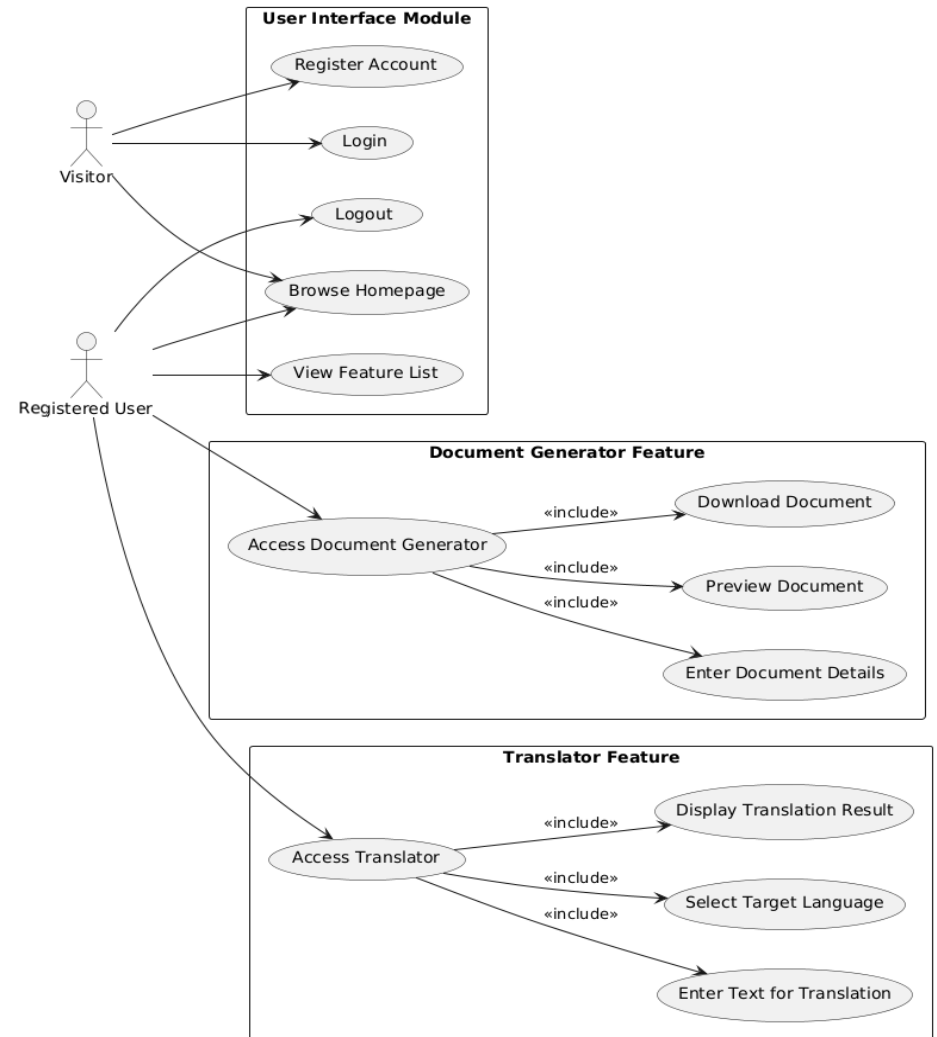 User Interface Module
Register Account
Login
Visitor
Logout
Browse Homepage
View Feature List
Registered User
Document Generator Feature
Download Document
«include»
Access Document Generator
«include»
Preview Document
«include»
Enter Document Details
Translator Feature
Display Translation Result
«include»
Access Translator
«include»
Select Target Language
«include»
Enter Text for Translation